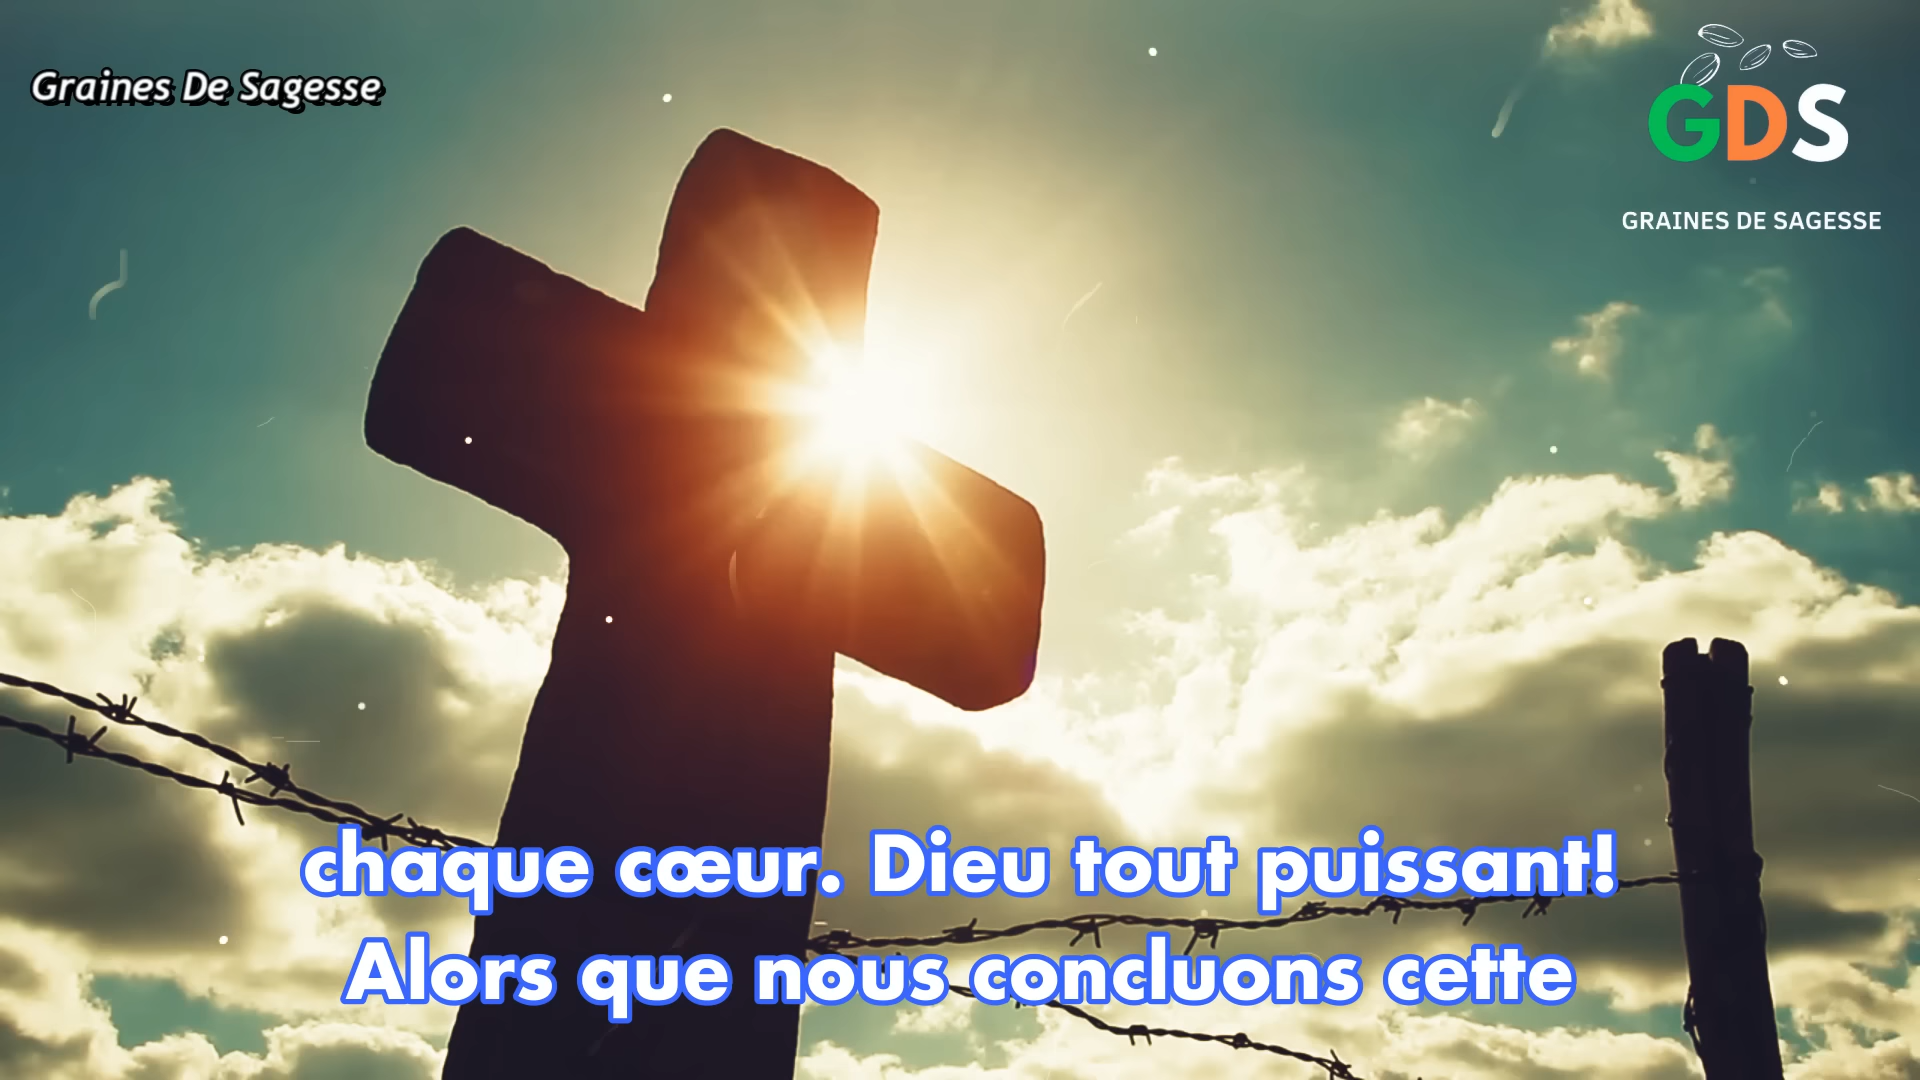 Graines De Sagesse
GDS
GRAINES DE SAGESSE
chaque cœur. Dieu tout puissant!
Alors que nous concluons cette